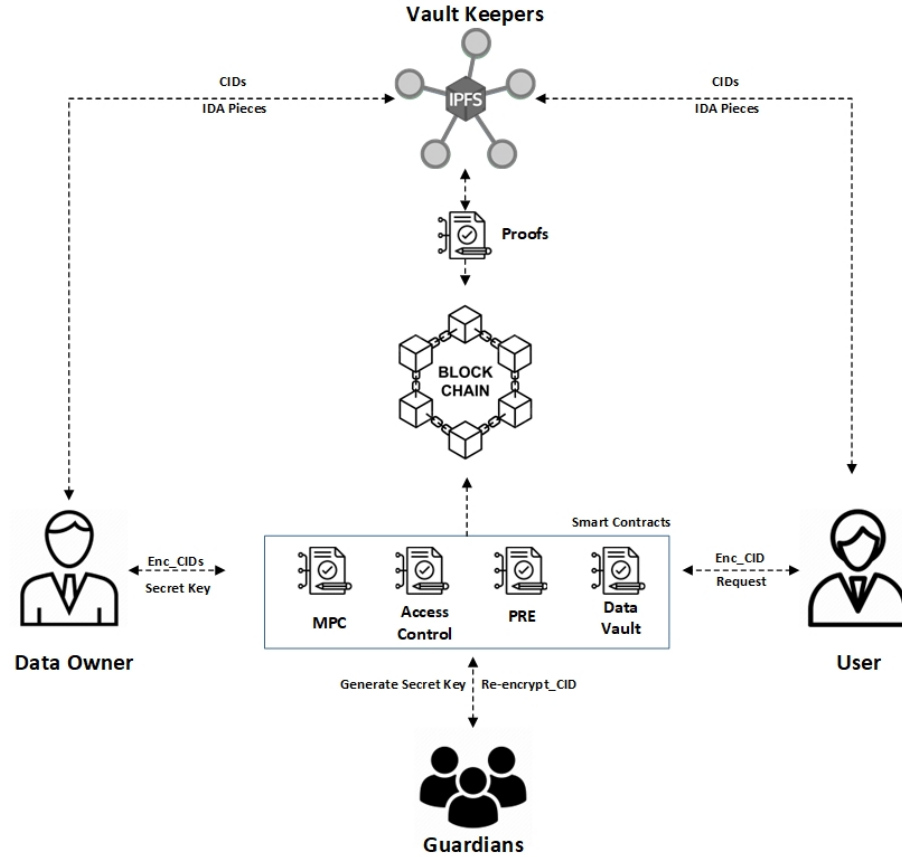 Vault Keepers
CIDs
IDA Pieces
IPFS
CIDs
IDA Pieces
Proofs
BLOCK
CHAIN
Smart Contracts
Enc_CIDs
Secret Key
MPC
Access
Control
PRE
Data
Vault
Enc_CID
Request
Data Owner
User
Generate Secret Key
Re-encrypt_CID
Guardians